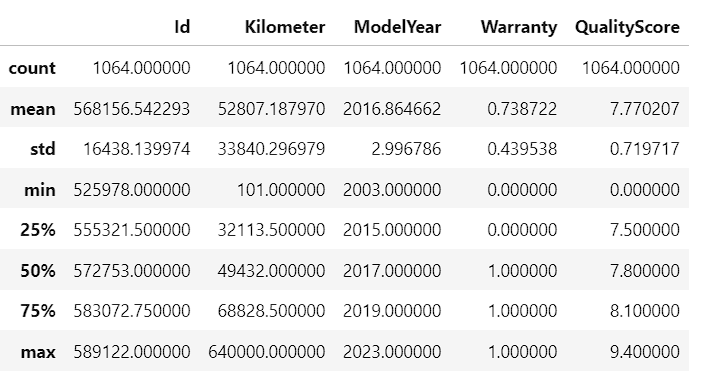 Id Kilometer ModelYear Warranty QualityScore
count 1064.000000 1064.000000 1064.000000 1064.000000 1064.000000
mean 568156.542293 52807.187970 2016.864662 0.738722 7.770207
std 16438.139974 33840.296979 2.996786 0.439538 0.719717
min 525978.000000 101.000000 2003.000000 0.000000 0.000000
25% 555321.500000 32113.500000 2015.000000 0.000000 7.500000
50% 572753.000000 49432.000000 2017.000000 1.000000 7.800000
75% 583072.750000 68828.500000 2019.000000 1.000000 8.100000
max 589122.000000 640000.000000 2023.000000 1.000000 9.400000